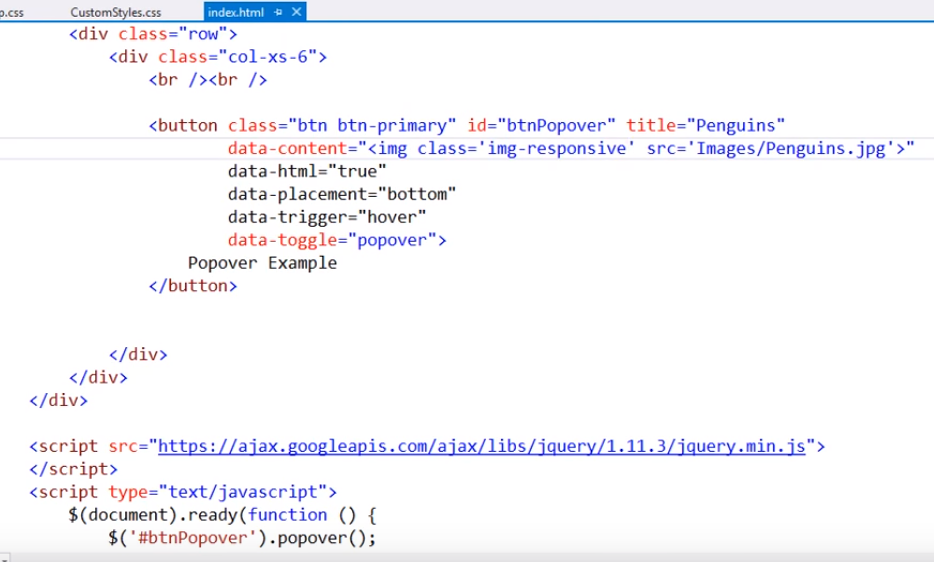 p.css CustomStyles.css index.html
<div class="row">
<div class="col-xs-6">
<br /><br />
<button class="btn btn-primary" id="btnPopover" title="Penguins"
data-content="<img class='img-responsive' src='Images/Penguins.jpg'>"
data-html="true"
data-placement="bottom"
data-trigger="hover"
data-toggle="popover">
Popover Example
</button>
</div>
</div>
</div>
<script src="https://ajax.googleapis.com/ajax/libs/jquery/1.11.3/jquery.min.js">
</script>
<script type="text/javascript">
$(document).ready(function () {
$('#btnPopover').popover();